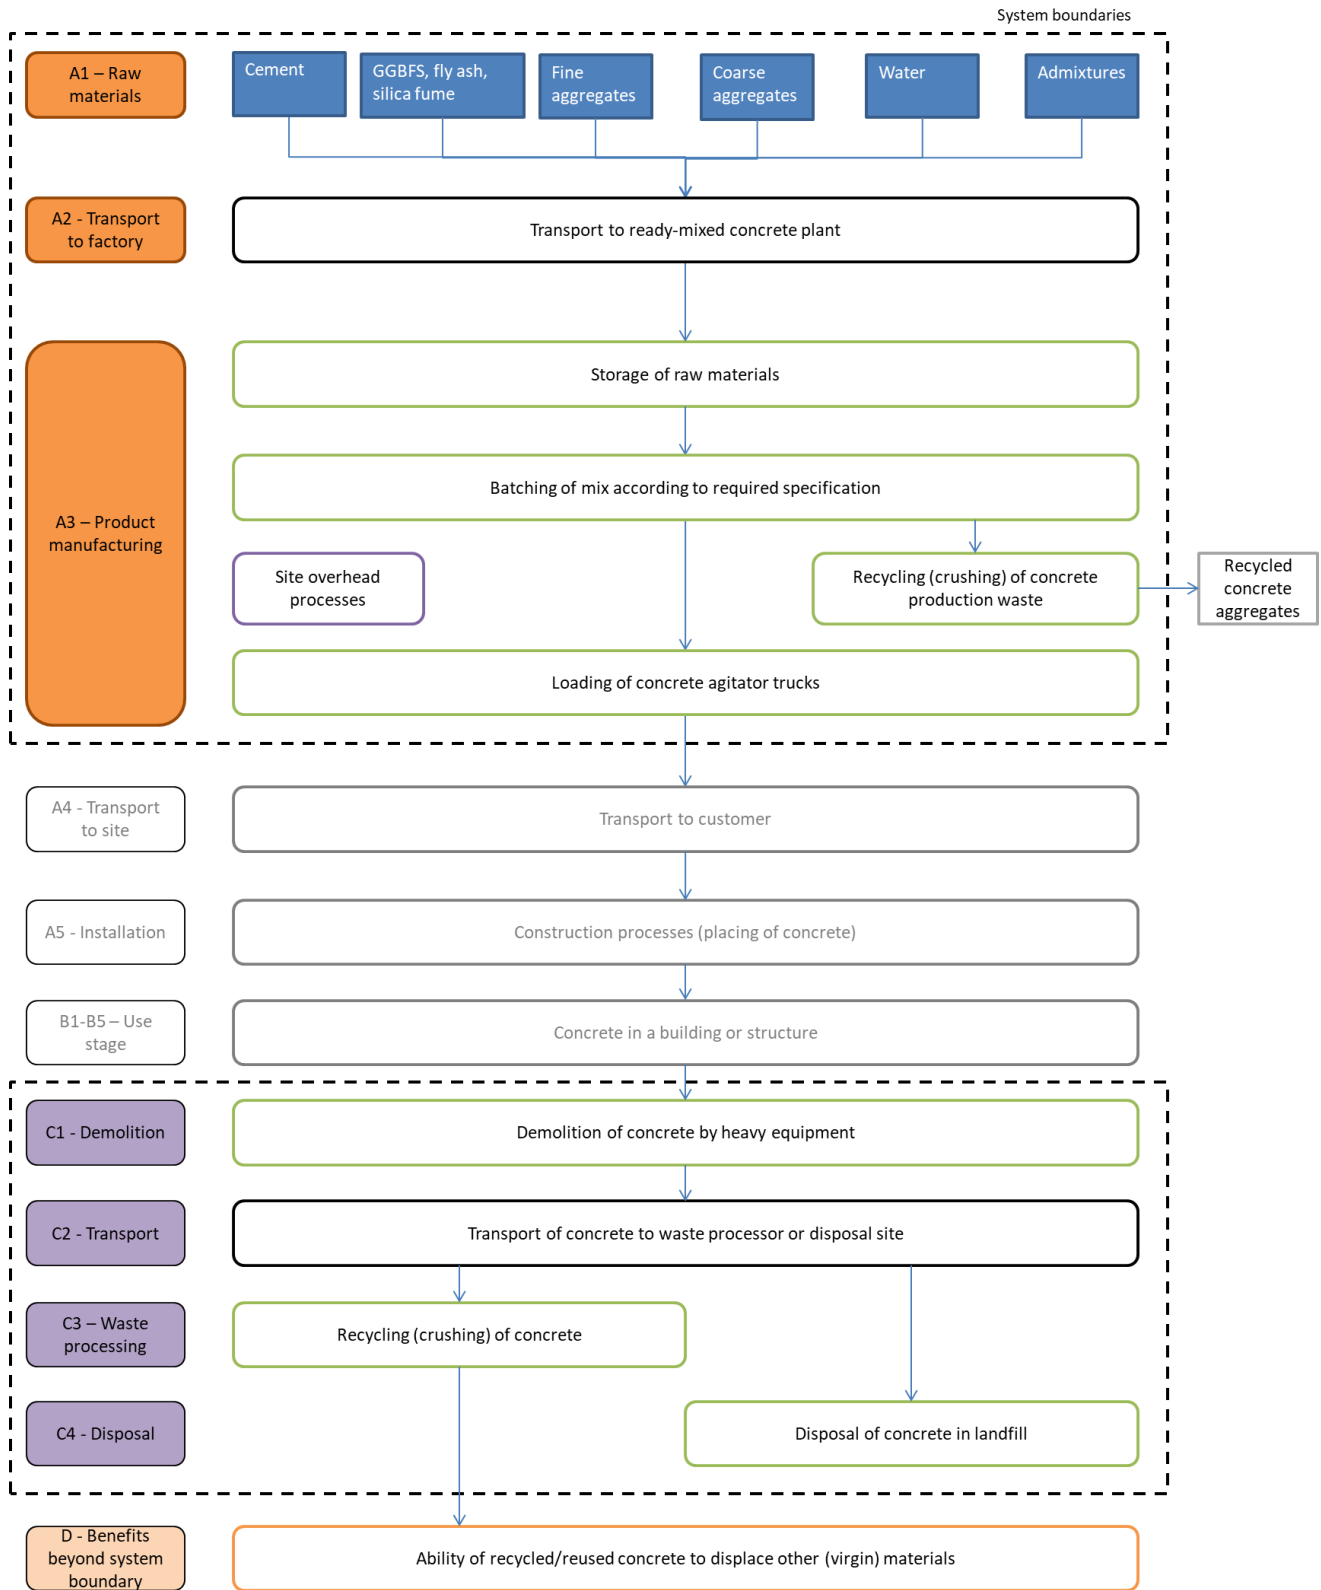 System boundaries
A1 – Raw
materials
Cement
GGBFS, fly ash,
silica fume
Fine
aggregates
Coarse
aggregates
Water
Admixtures
A2 - Transport
to factory
Transport to ready-mixed concrete plant
Storage of raw materials
Batching of mix according to required specification
A3 – Product
manufacturing
Site overhead
processes
Recycling (crushing) of concrete
production waste
Recycled
concrete
aggregates
Loading of concrete agitator trucks
A4 - Transport
to site
Transport to customer
A5 - Installation
Construction processes (placing of concrete)
B1-B5 – Use
stage
Concrete in a building or structure
C1 - Demolition
Demolition of concrete by heavy equipment
C2 - Transport
Transport of concrete to waste processor or disposal site
C3 – Waste
processing
Recycling (crushing) of concrete
C4 - Disposal
Disposal of concrete in landfill
D - Benefits
beyond system
boundary
Ability of recycled/reused concrete to displace other (virgin) materials